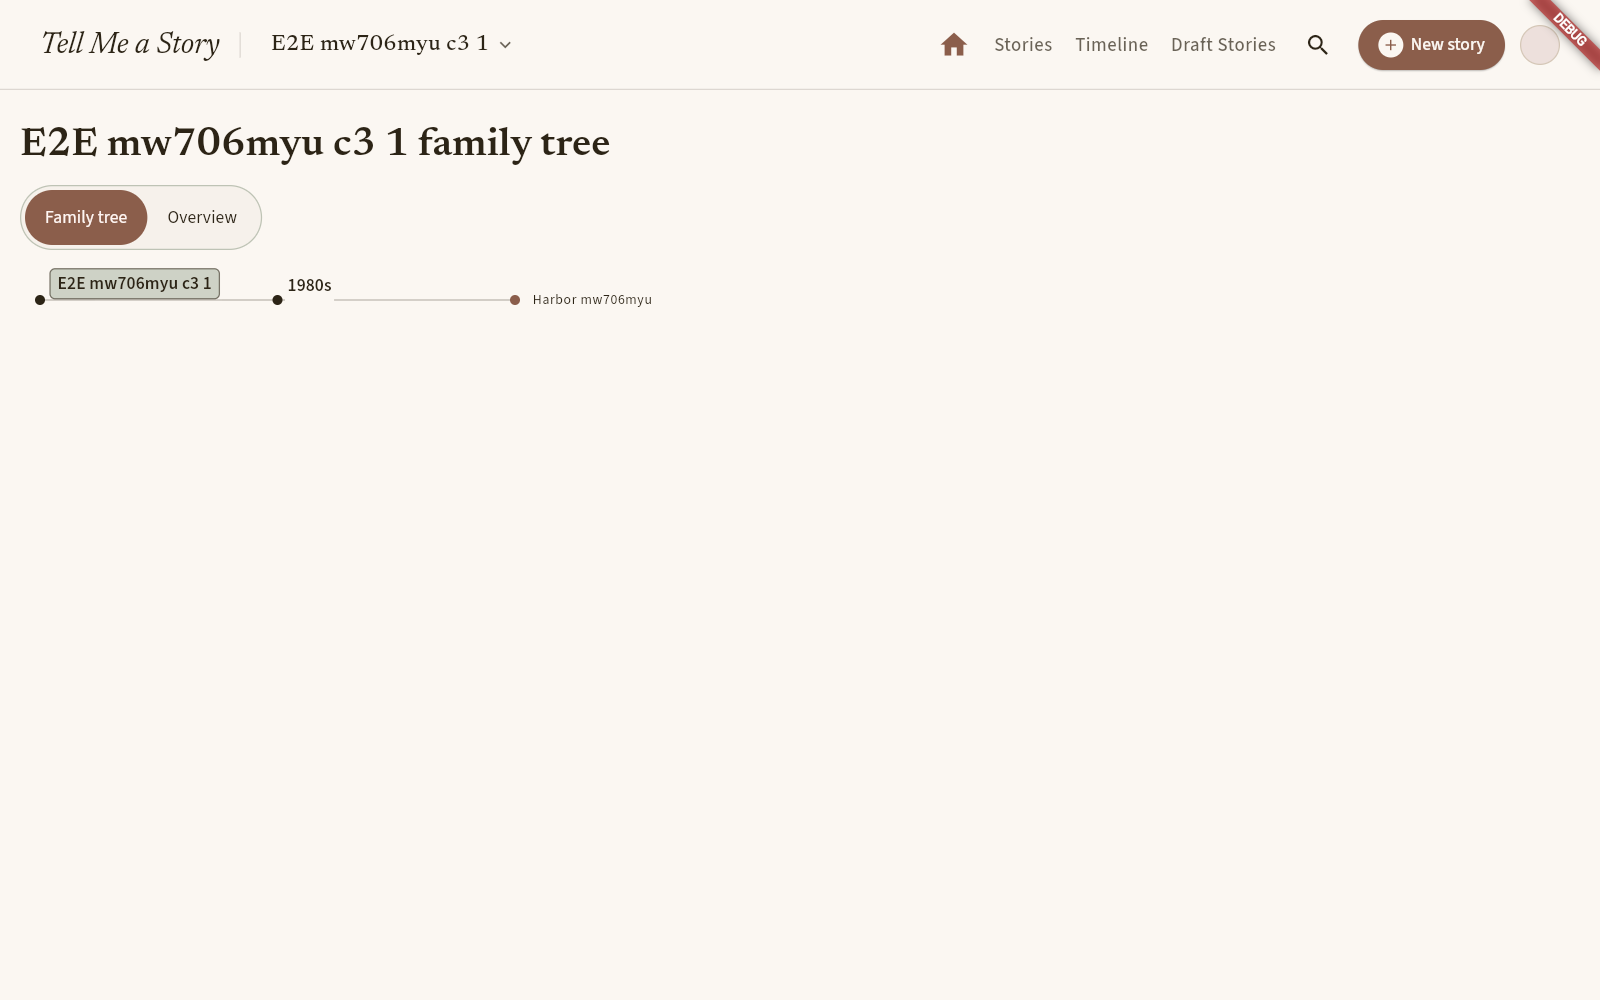 Tell Me a Story
E2E mw706myu c3 1
Stories
Timeline
Draft Stories
New story
DEBUG
E2E mw706myu c3 1 family tree
Family tree
Overview
E2E mw706myu c3 1
1980s
Harbor mw706myu